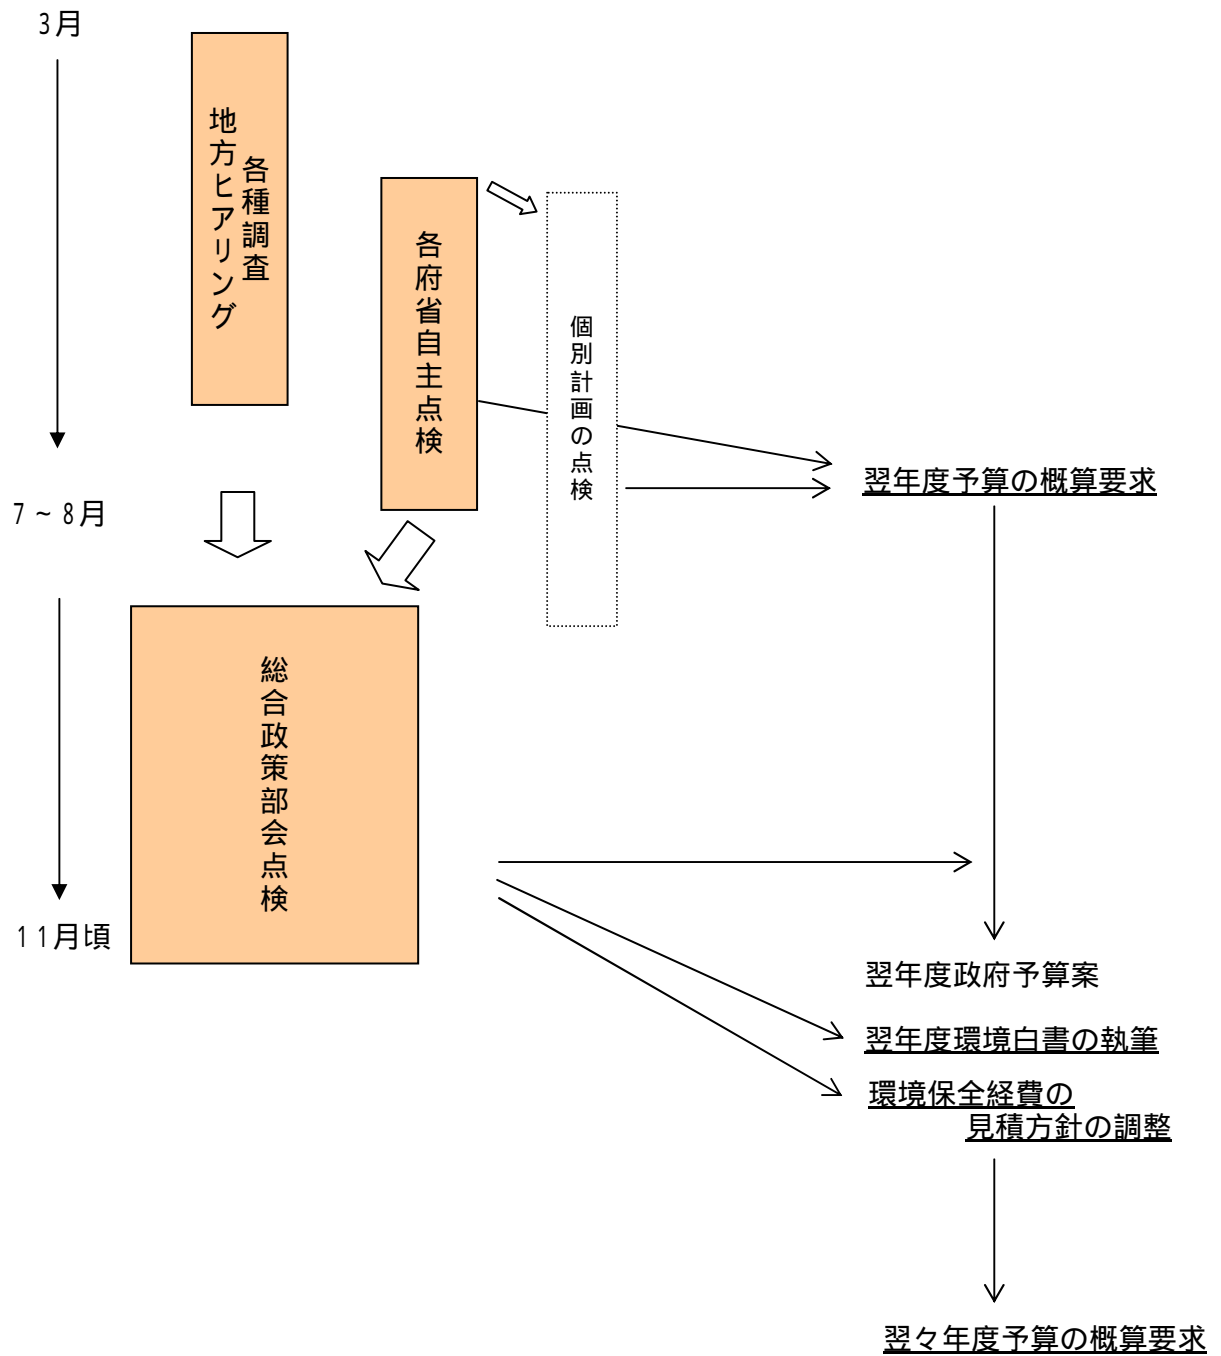 3月
各種調査
地方ヒアリング
各府省自主点検
個別計画の点検
翌年度予算の概算要求
7~8月
総合政策部会点検
11月頃
翌年度政府予算案
翌年度環境白書の執筆
環境保全経費の
見積方針の調整
翌々年度予算の概算要求